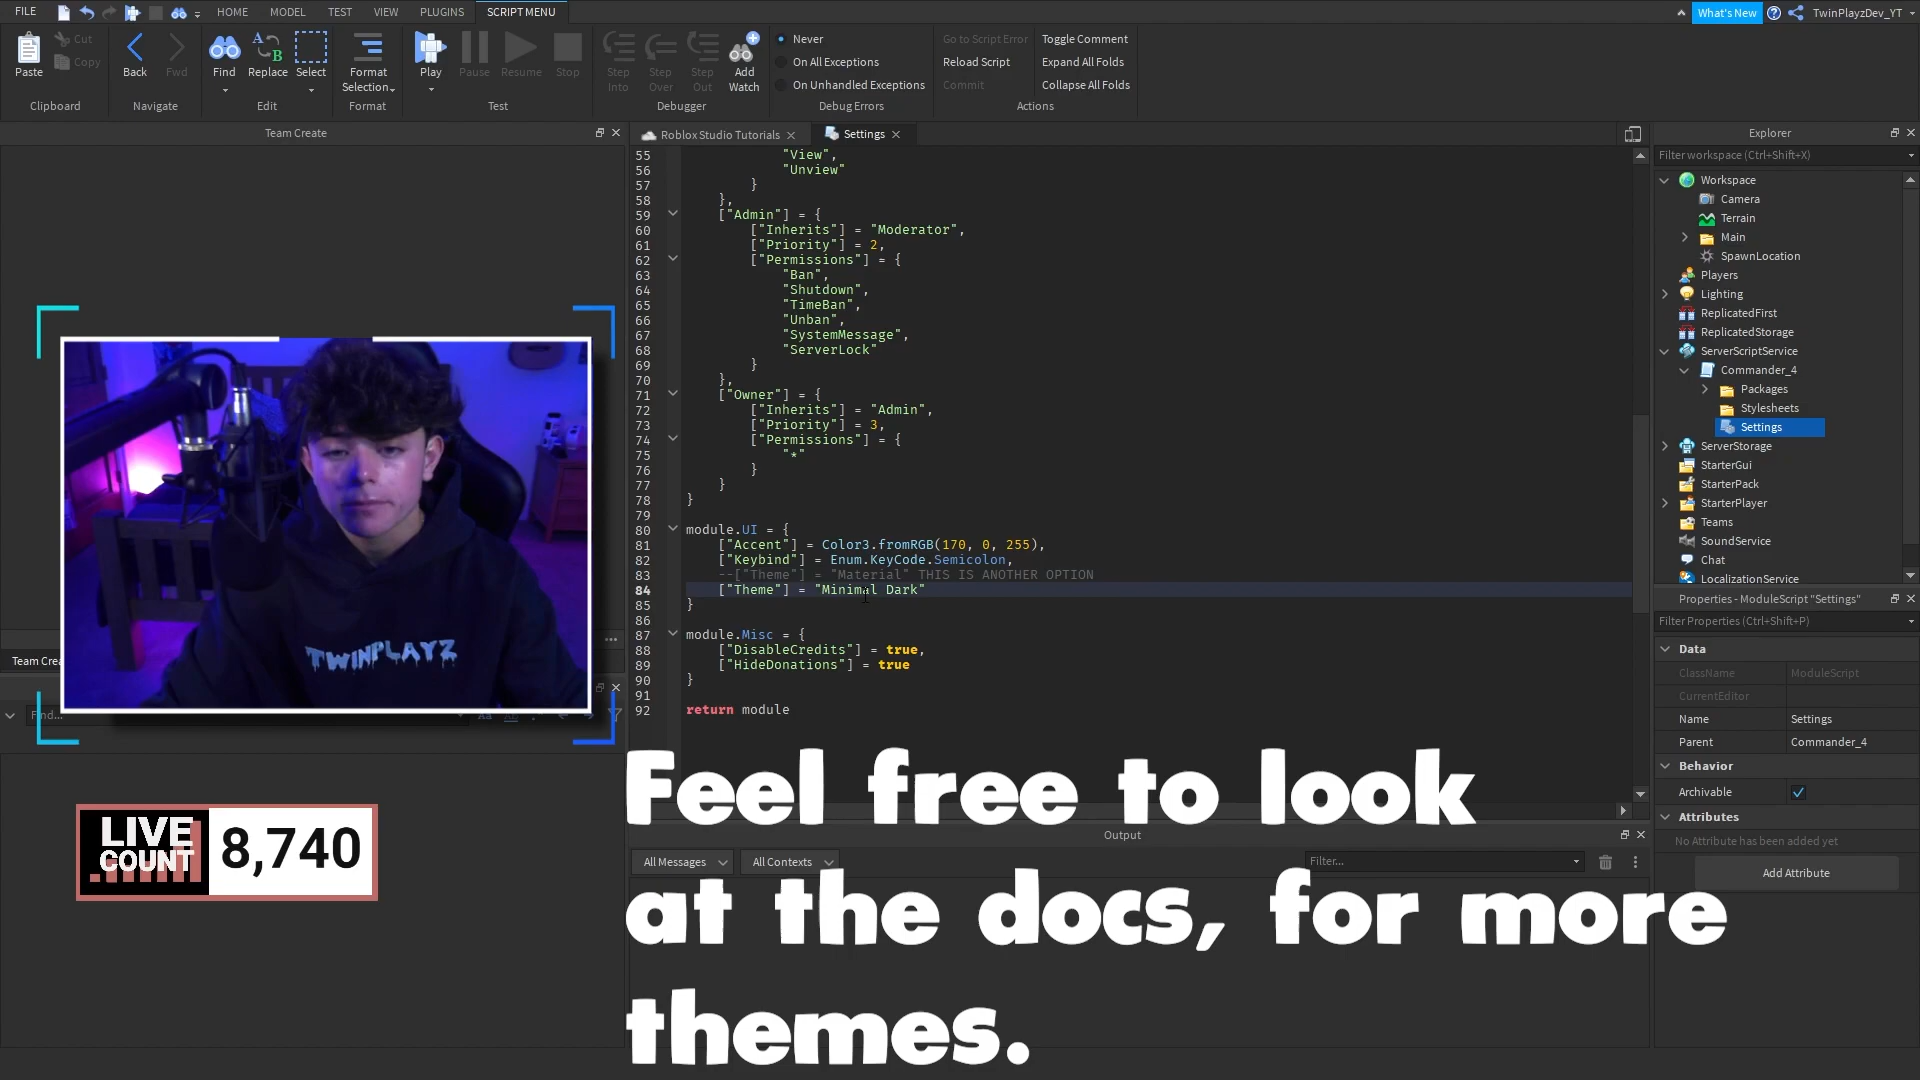 FILE
HOME
MODEL
TEST
VIEW
PLUGINS
SCRIPT MENU
What's New
TwinPlayzDev_YT
Paste
Cut
Copy
Back
Fwd
Find
Replace
Select
Format
Selection
Play
Pause
Resume
Stop
Step
Into
Step
Over
Step
Out
Add
Watch
Never
On All Exceptions
On Unhandled Exceptions
Go to Script Error
Reload Script
Commit
Toggle Comment
Expand All Folds
Collapse All Folds
Clipboard
Navigate
Edit
Format
Test
Debugger
Debug Errors
Actions
Team Create
Roblox Studio Tutorials
Settings
55 "View",
56 "Unview"
57 }
58 },
59 ["Admin"] = {
60 ["Inherits"] = "Moderator",
61 ["Priority"] = 2,
62 ["Permissions"] = {
63 "Ban",
64 "Shutdown",
65 "TimeBan",
66 "Unban",
67 "SystemMessage",
68 "ServerLock"
69 }
70 },
71 ["Owner"] = {
72 ["Inherits"] = "Admin",
73 ["Priority"] = 3,
74 ["Permissions"] = {
75 "*"
76 }
77 }
78 }
79
80 module.UI = {
81 ["Accent"] = Color3.fromRGB(170, 0, 255),
82 ["Keybind"] = Enum.KeyCode.Semicolon,
83 --["Theme"] = "Material" THIS IS ANOTHER OPTION
84 ["Theme"] = "Minimal Dark"
85 }
86
87 module.Misc = {
88 ["DisableCredits"] = true,
89 ["HideDonations"] = true
90 }
91
92 return module
Explorer
Filter workspace (Ctrl+Shift+X)
Workspace
Camera
Terrain
Main
SpawnLocation
Players
Lighting
ReplicatedFirst
ReplicatedStorage
ServerScriptService
Commander_4
Packages
Stylesheets
Settings
ServerStorage
StarterGui
StarterPack
StarterPlayer
Teams
SoundService
Chat
LocalizationService
Properties - ModuleScript "Settings"
Filter Properties (Ctrl+Shift+P)
Data
ClassName ModuleScript
CurrentEditor
Name Settings
Parent Commander_4
Behavior
Archivable
Attributes
No Attribute has been added yet
Add Attribute
TWINPLAYZ
Team Crea
Find...
LIVE
COUNT
8,740
Output
All Messages
All Contexts
Filter...
Feel free to look
at the docs, for more
themes.